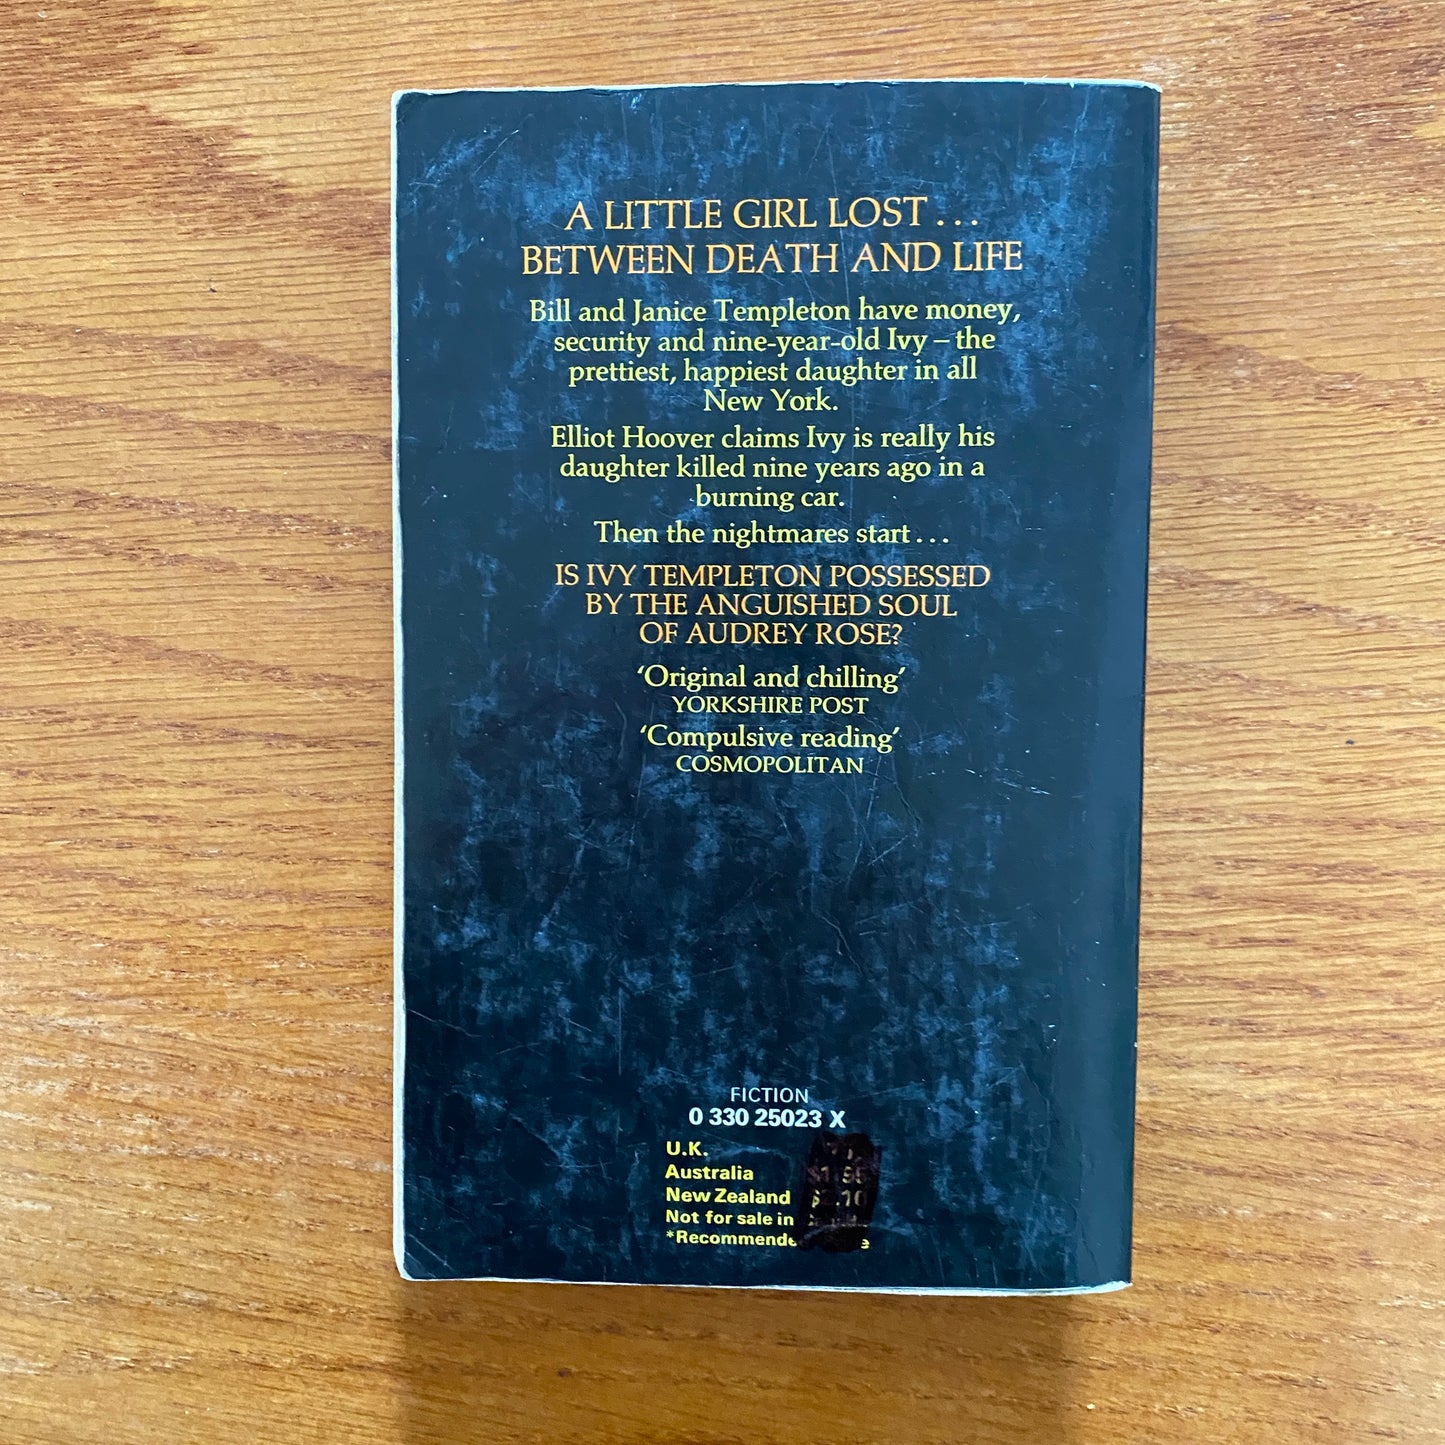 A LITTLE GIRL LOST...
BETWEEN DEATH AND LIFE
Bill and Janice Templeton have money,
security and nine-year-old Ivy – the
prettiest, happiest daughter in all
New York.
Elliot Hoover claims Ivy is really his
daughter killed nine years ago in a
burning car.
Then the nightmares start...
IS IVY TEMPLETON POSSESSED
BY THE ANGUISHED SOUL
OF AUDREY ROSE?
‘Original and chilling’
YORKSHIRE POST
‘Compulsive reading’
COSMOPOLITAN
FICTION
0 330 25023 X
U.K.
Australia $1.95
New Zealand
Not for sale in